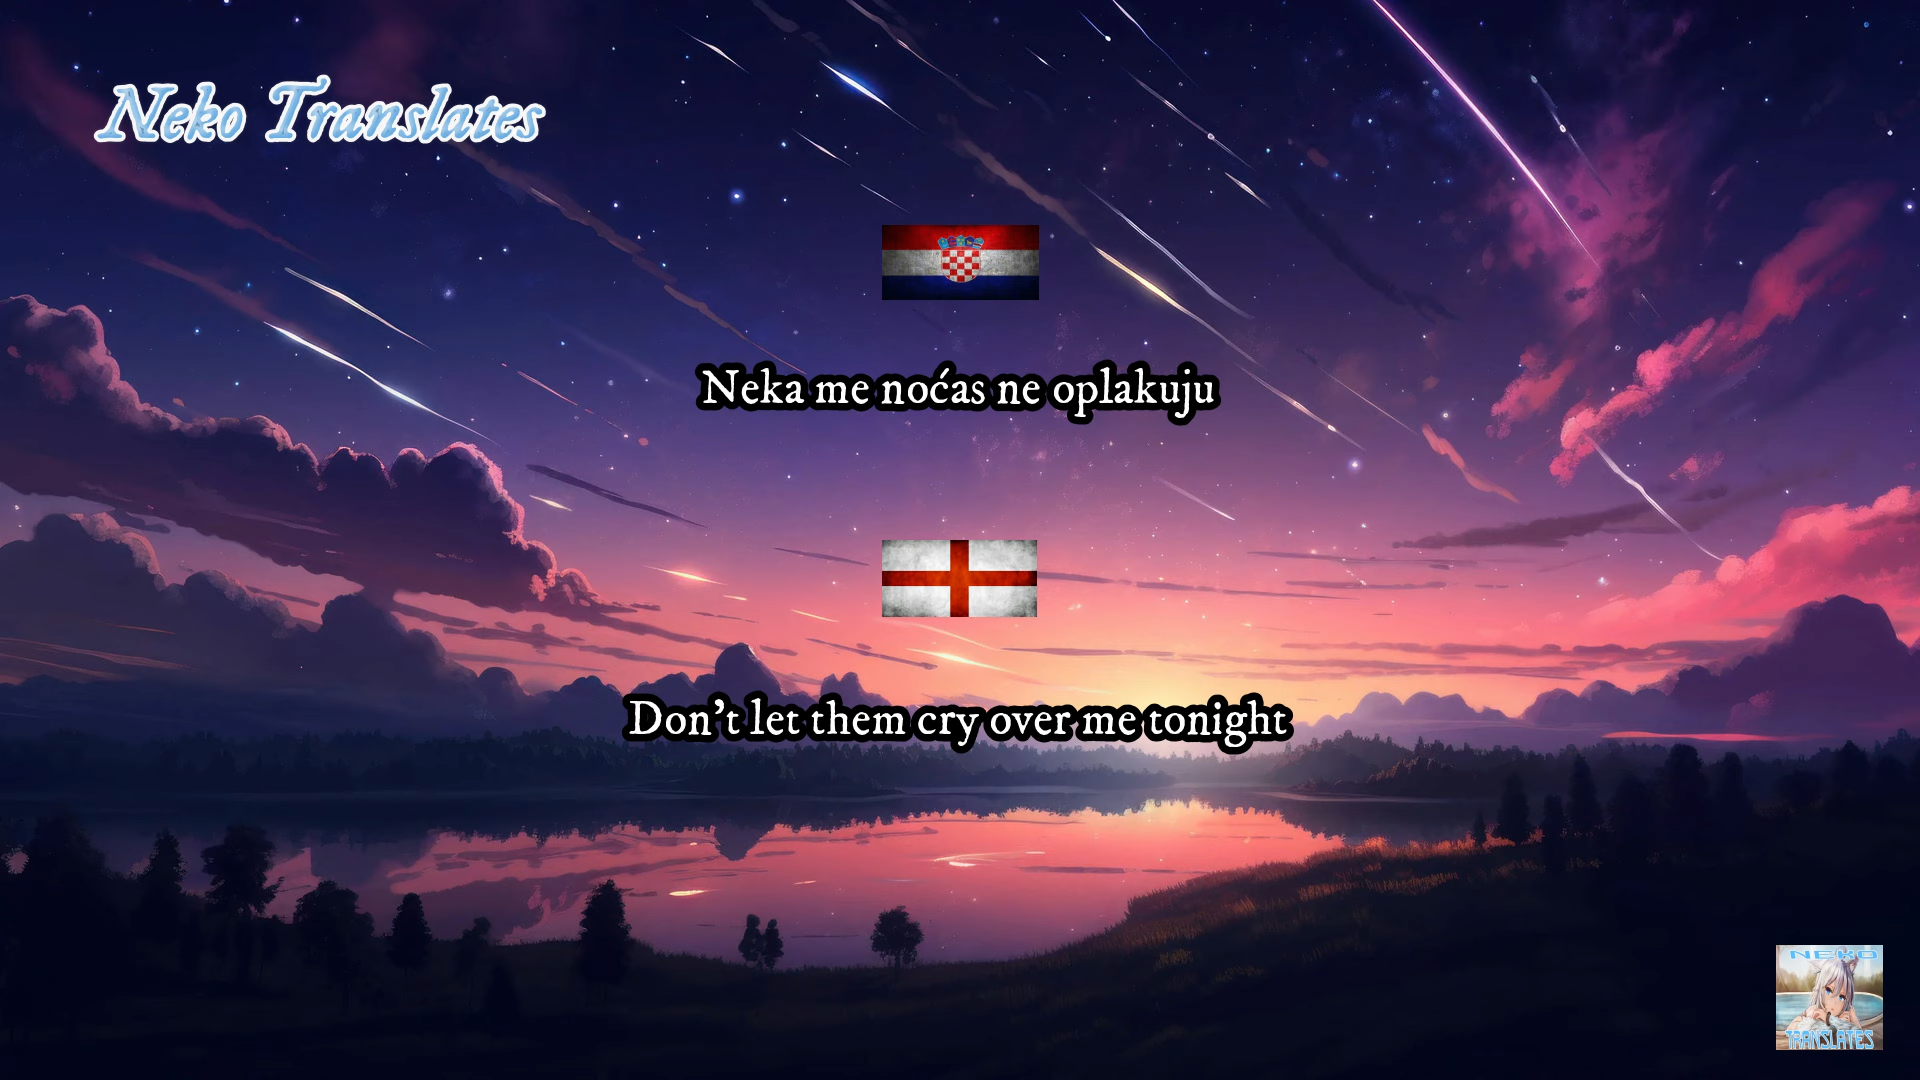 Neko Translates
Neka me noćas ne oplakuju
Don't let them cry over me tonight
NEKO
TRANSLATES